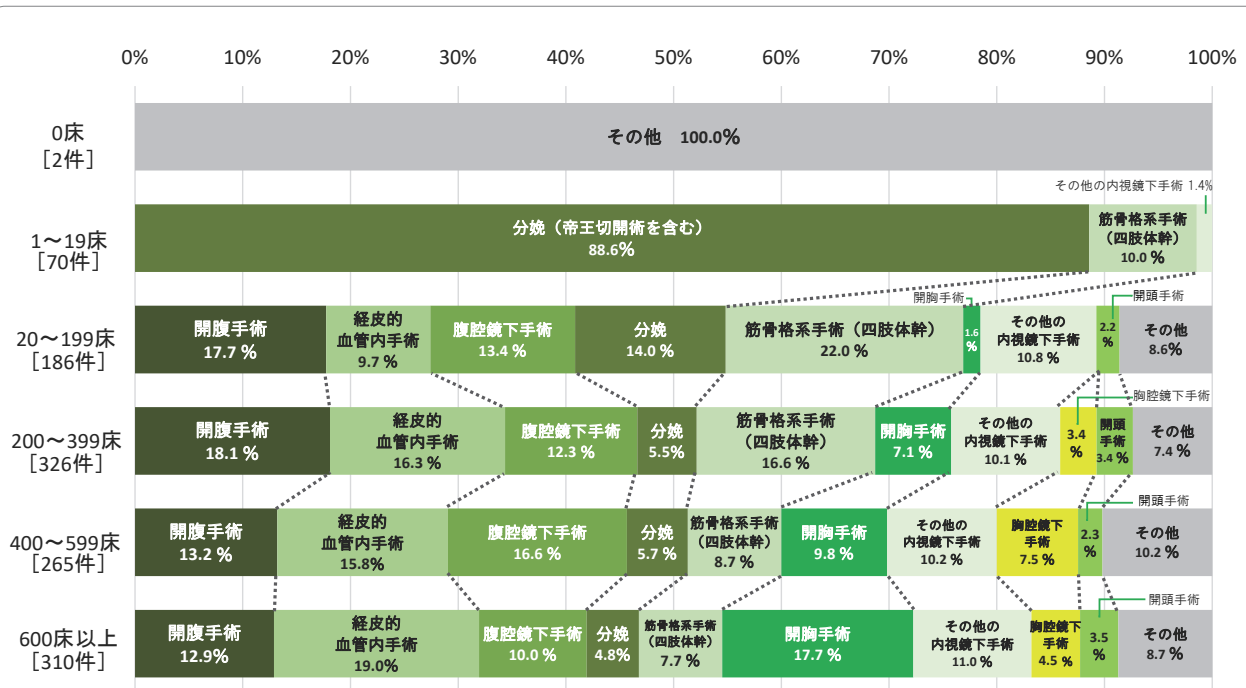 0% 10% 20% 30% 40% 50% 60% 70% 80% 90% 100%
0床
[2件]
その他 100.0%
その他の内視鏡下手術 1.4%
1〜19床
[70件]
分娩（帝王切開術を含む）
88.6%
筋骨格系手術
（四肢体幹）
10.0 %
開胸手術
開頭手術
20〜199床
[186件]
開腹手術
17.7 %
経皮的
血管内手術
9.7 %
腹腔鏡下手術
13.4 %
分娩
14.0 %
筋骨格系手術（四肢体幹）
22.0 %
1.6
%
その他の
内視鏡下手術
10.8 %
2.2
%
その他
8.6%
胸腔鏡下手術
200〜399床
[326件]
開腹手術
18.1 %
経皮的
血管内手術
16.3 %
腹腔鏡下手術
12.3 %
分娩
5.5%
筋骨格系手術
（四肢体幹）
16.6 %
開胸手術
7.1 %
その他の
内視鏡下手術
10.1 %
3.4
%
開頭
手術
3.4 %
その他
7.4 %
開頭手術
400〜599床
[265件]
開腹手術
13.2 %
経皮的
血管内手術
15.8%
腹腔鏡下手術
16.6 %
分娩
5.7 %
筋骨格系手術
（四肢体幹）
8.7 %
開胸手術
9.8 %
その他の
内視鏡下手術
10.2 %
胸腔鏡下
手術
7.5 %
2.3
%
その他
10.2 %
開頭手術
600床以上
[310件]
開腹手術
12.9%
経皮的
血管内手術
19.0%
腹腔鏡下手術
10.0 %
分娩
4.8%
筋骨格系手術
（四肢体幹）
7.7 %
開胸手術
17.7 %
その他の
内視鏡下手術
11.0 %
胸腔鏡下
手術
4.5 %
3.5
%
その他
8.7 %